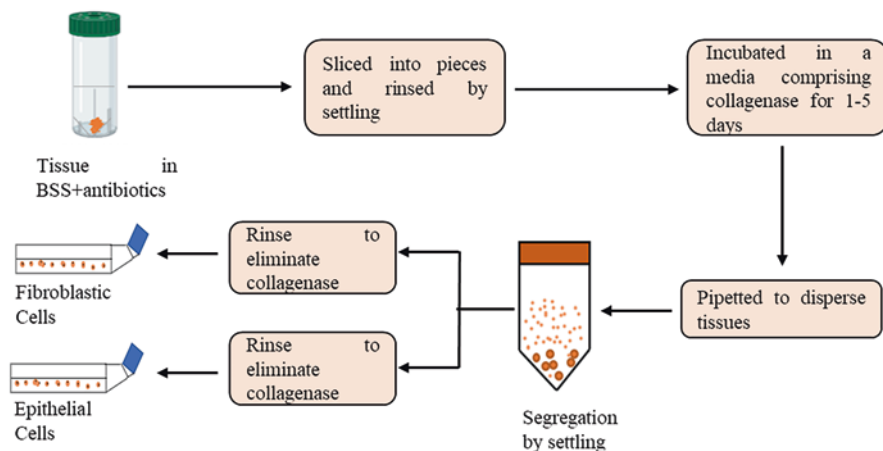 Tissue in
BSS+antibiotics
Sliced into pieces
and rinsed by
settling
Incubated in a
media comprising
collagenase for 1-5
days
Pipetted to disperse
tissues
Segregation
by settling
Rinse to
eliminate
collagenase
Fibroblastic
Cells
Rinse to
eliminate
collagenase
Epithelial
Cells